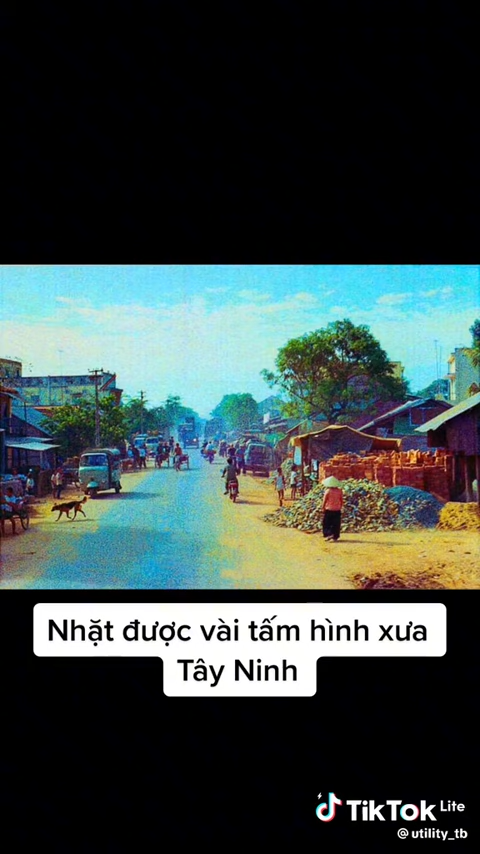 Nhặt được vài tấm hình xưa
Tây Ninh
TikTok Lite
@utility_tb